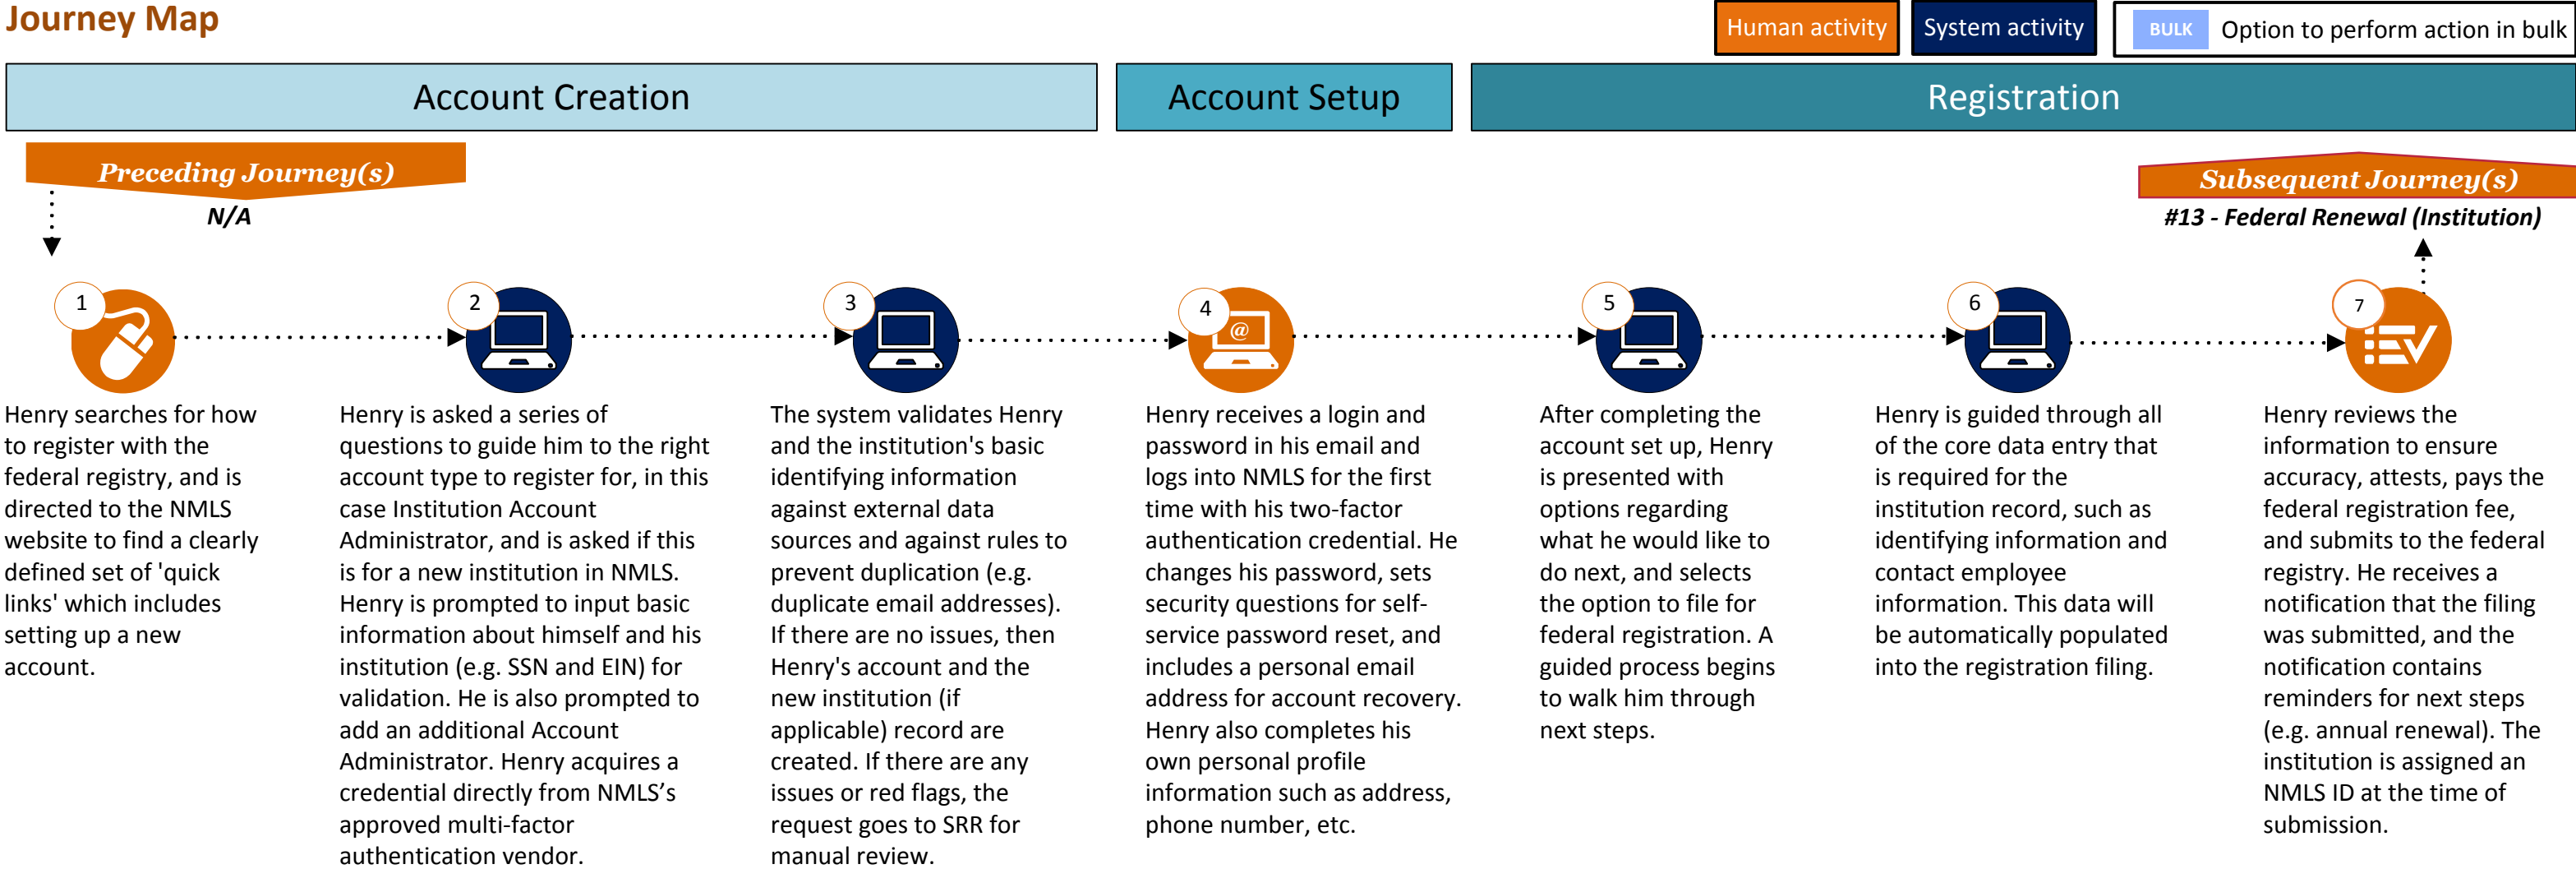 Journey Map
Human activity
System activity
BULK Option to perform action in bulk
Account Creation
Account Setup
Registration
Preceding Journey(s)
N/A
Subsequent Journey(s)
#13 - Federal Renewal (Institution)
1
2
3
4
@
5
6
7
Henry searches for how
to register with the
federal registry, and is
directed to the NMLS
website to find a clearly
defined set of 'quick
links' which includes
setting up a new
account.
Henry is asked a series of
questions to guide him to the right
account type to register for, in this
case Institution Account
Administrator, and is asked if this
is for a new institution in NMLS.
Henry is prompted to input basic
information about himself and his
institution (e.g. SSN and EIN) for
validation. He is also prompted to
add an additional Account
Administrator. Henry acquires a
credential directly from NMLS’s
approved multi-factor
authentication vendor.
The system validates Henry
and the institution's basic
identifying information
against external data
sources and against rules to
prevent duplication (e.g.
duplicate email addresses).
If there are no issues, then
Henry's account and the
new institution (if
applicable) record are
created. If there are any
issues or red flags, the
request goes to SRR for
manual review.
Henry receives a login and
password in his email and
logs into NMLS for the first
time with his two-factor
authentication credential. He
changes his password, sets
security questions for self-
service password reset, and
includes a personal email
address for account recovery.
Henry also completes his
own personal profile
information such as address,
phone number, etc.
After completing the
account set up, Henry
is presented with
options regarding
what he would like to
do next, and selects
the option to file for
federal registration. A
guided process begins
to walk him through
next steps.
Henry is guided through all
of the core data entry that
is required for the
institution record, such as
identifying information and
contact employee
information. This data will
be automatically populated
into the registration filing.
Henry reviews the
information to ensure
accuracy, attests, pays the
federal registration fee,
and submits to the federal
registry. He receives a
notification that the filing
was submitted, and the
notification contains
reminders for next steps
(e.g. annual renewal). The
institution is assigned an
NMLS ID at the time of
submission.